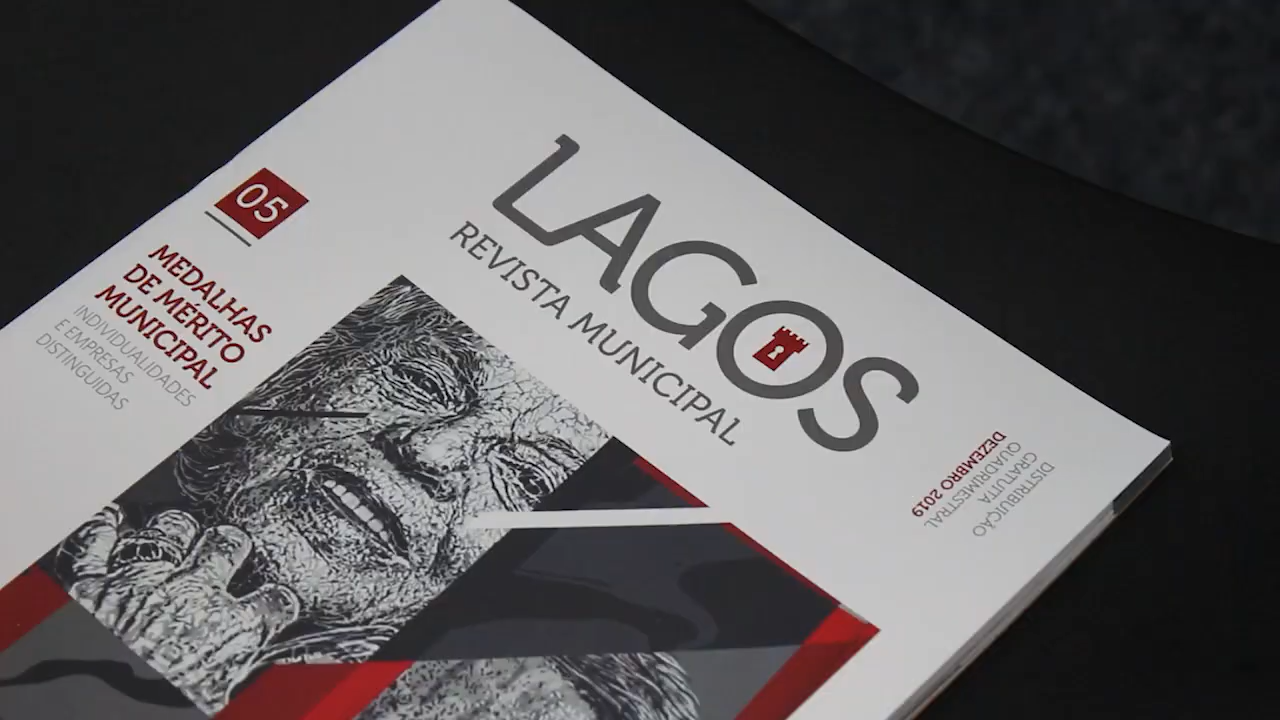 LAGOS
REVISTA MUNICIPAL
05
MEDALHAS
DE MÉRITO
MUNICIPAL
INDIVIDUALIDADES
E EMPRESAS
DISTINGUIDAS
DISTRIBUIÇÃO
GRATUITA
QUADRIMESTRAL
DEZEMBRO 2019